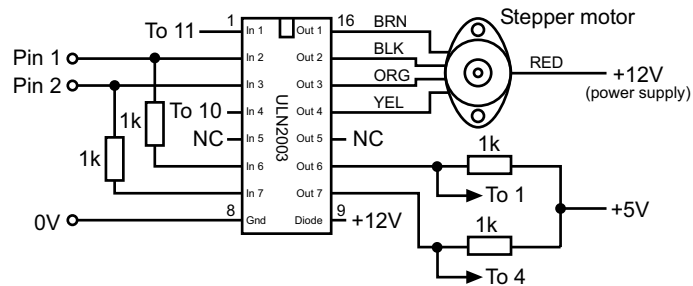 Stepper motor
1
16
BRN
To 11
In 1
Out 1
BLK
Pin 1
In 2
Out 2
RED
+12V
(power supply)
ORG
Pin 2
In 3
Out 3
YEL
1k
To 10
In 4
Out 4
ULN2003
NC
In 5
Out 5
NC
1k
1k
In 6
Out 6
To 1
In 7
Out 7
+5V
1k
0V
8
Gnd
Diode
9
+12V
To 4